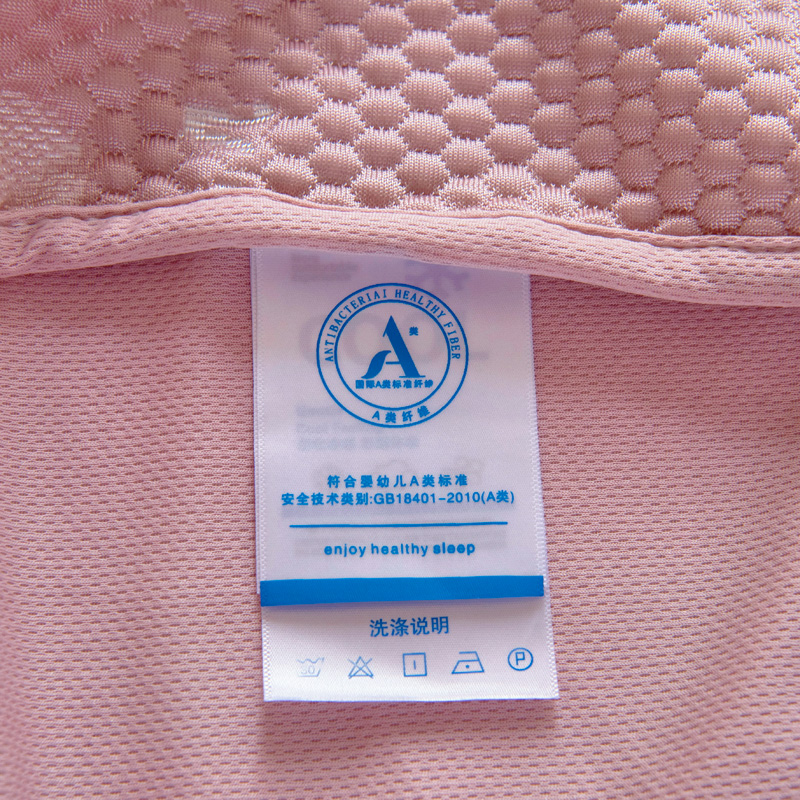 ANTIBACTERIAI HEALTHY FIBER
A类
国际A类标准纤维
A类纤维
符合婴幼儿A类标准
安全技术类别:GB18401-2010(A类)
enjoy healthy sleep
洗涤说明
P